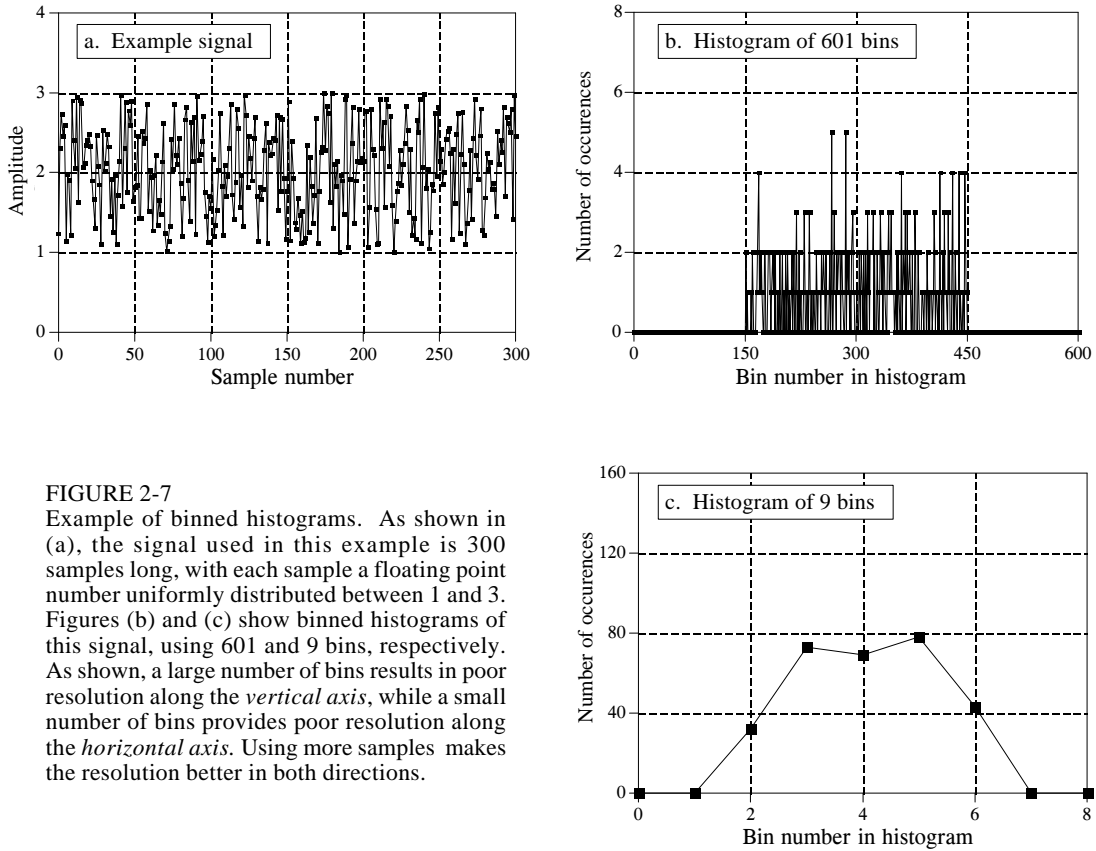 a. Example signal
4
3
2
1
0
Amplitude
0 50 100 150 200 250 300
Sample number
b. Histogram of 601 bins
8
6
4
2
0
Number of occurences
0 150 300 450 600
Bin number in histogram
FIGURE 2-7
Example of binned histograms. As shown in
(a), the signal used in this example is 300
samples long, with each sample a floating point
number uniformly distributed between 1 and 3.
Figures (b) and (c) show binned histograms of
this signal, using 601 and 9 bins, respectively.
As shown, a large number of bins results in poor
resolution along the vertical axis, while a small
number of bins provides poor resolution along
the horizontal axis. Using more samples makes
the resolution better in both directions.
c. Histogram of 9 bins
160
120
80
40
0
Number of occurences
0 2 4 6 8
Bin number in histogram